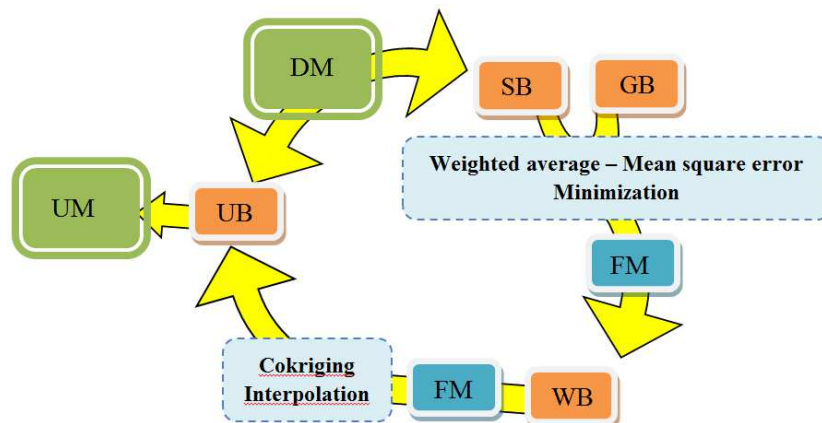 DM
SB
GB
Weighted average – Mean square error
Minimization
UM
UB
FM
Cokriging
Interpolation
FM
WB